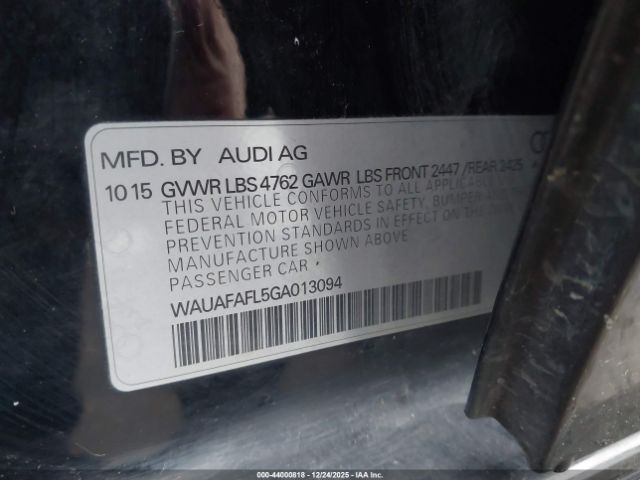 MFD. BY AUDI AG
10 15 GVWR LBS 4762 GAWR LBS FRONT 2447 / REAR 2425
THIS VEHICLE CONFORMS TO ALL APPLICABLE
FEDERAL MOTOR VEHICLE SAFETY, BUMPER, AND
PREVENTION STANDARDS IN EFFECT ON THE DATE OF
MANUFACTURE SHOWN ABOVE
PASSENGER CAR
WAUAFAFL5GA013094
000-44000818 - 12/24/2025 - IAAI.COM